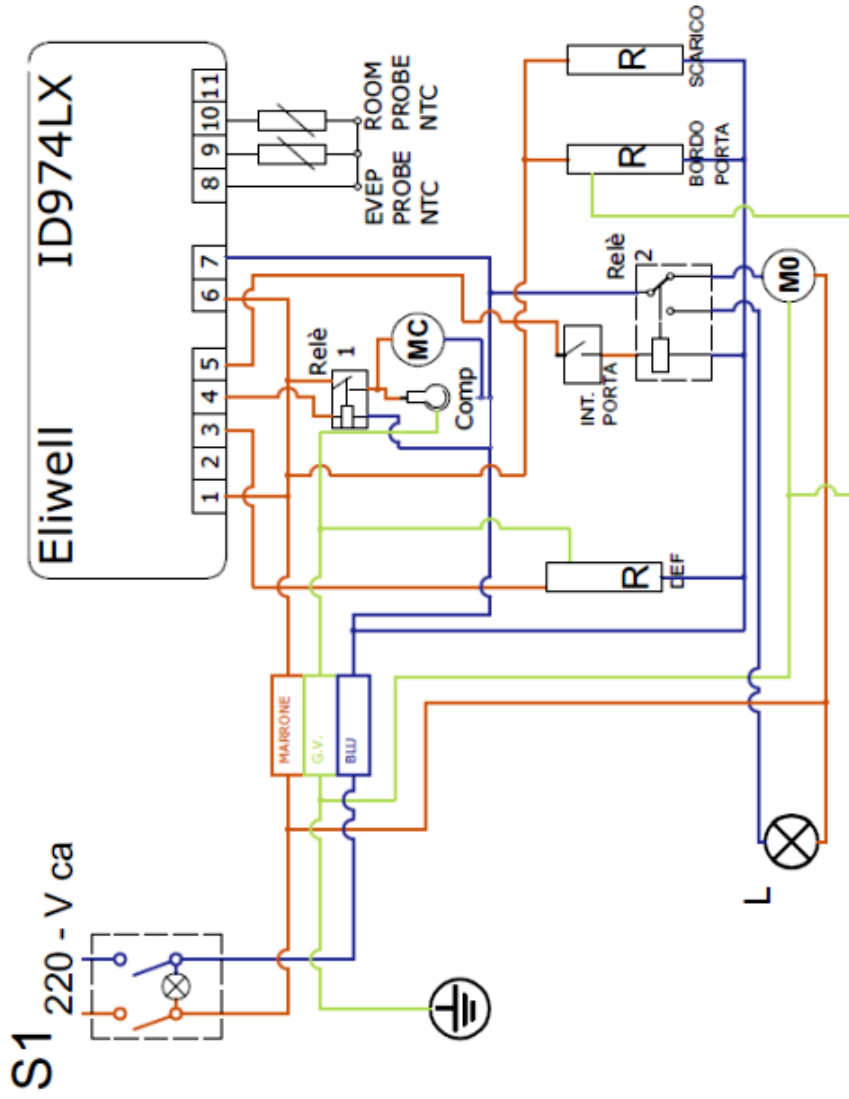 Eliwell ID974LX
1 2 3 4 5 6 7 8 9 10 11
S1
220 - V ca
MARRONE
G.V.
BLU
Relè
1
MC
Comp
EVEP
PROBE
NTC
ROOM
PROBE
NTC
INT.
PORTA
Relè
2
R
DEF
R
BORDO
PORTA
R
SCARICO
M0
L